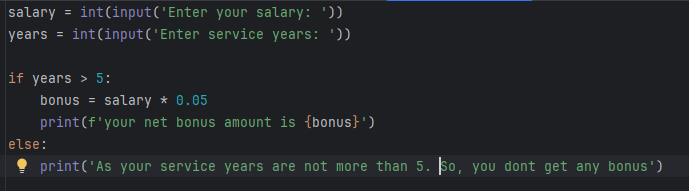 salary = int(input('Enter your salary: '))
years = int(input('Enter service years: '))
if years > 5:
    bonus = salary * 0.05
    print(f'your net bonus amount is {bonus}')
else:
    print('As your service years are not more than 5. So, you dont get any bonus')